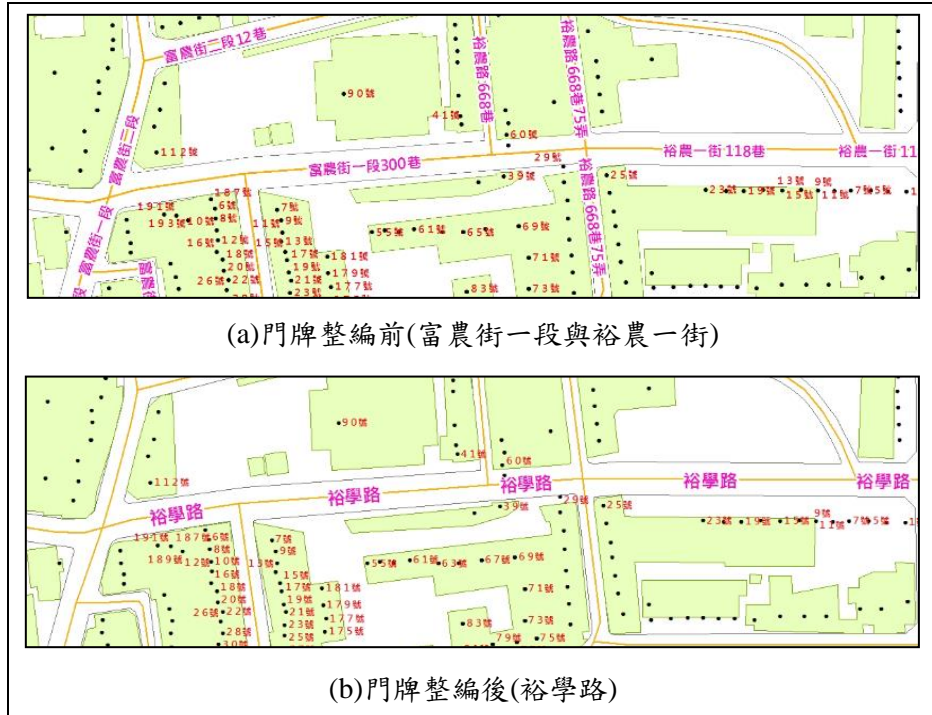 富農街二段12巷
裕農路668巷
裕農路668巷75弄
90號
41號
60號
富農街二段
112號
富農街一段300巷
29號
裕農一街118巷
裕農一街11
39號
25號
23號
19號
13號
15號
9號
11號
7號
5號
187號
191號
6號
7號
193號
10號
8號
11號
9號
55號
61號
65號
69號
裕農路668巷75
富農街一段
段
富農街
16號
12號
15號
13號
18號
17號
181號
20號
19號
179號
71號
26號
22號
21號
177號
23號
83號
73號
(a)門牌整編前(富農街一段與裕農一街)
90號
41號
60號
112號
裕學路
裕學路
裕學路
裕學路
裕學路
39號
29號
25號
23號
19號
15號
9號
11號
7號
5號
191號
187號
6號
7號
189號
12號
8號
10號
13號
9號
55號
61號
63號
67號
69號
16號
15號
18號
17號
181號
71號
20號
19號
179號
26號
22號
21號
177號
83號
73號
28號
23號
175號
30號
25號
79號
75號
(b)門牌整編後(裕學路)